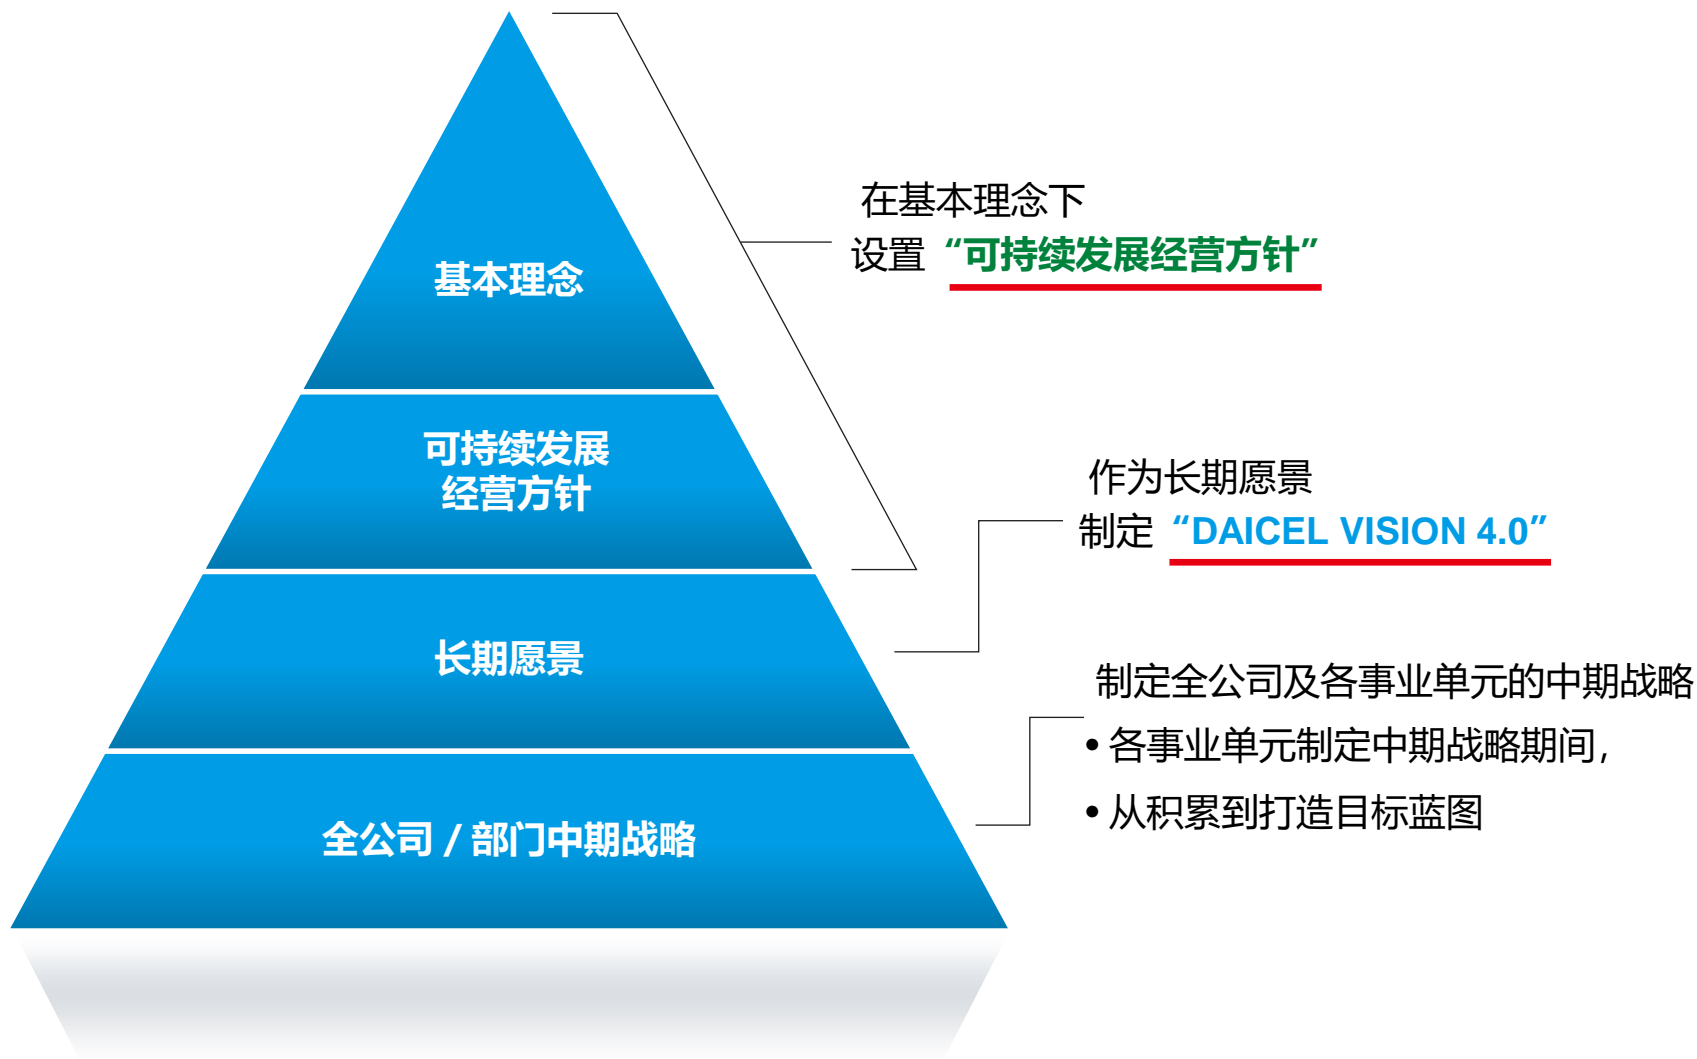 基本理念
可持续发展
经营方针
长期愿景
全公司 / 部门中期战略
在基本理念下
设置 “可持续发展经营方针”
作为长期愿景
制定 “DAICEL VISION 4.0”
制定全公司及各事业单元的中期战略
• 各事业单元制定中期战略期间，
• 从积累到打造目标蓝图